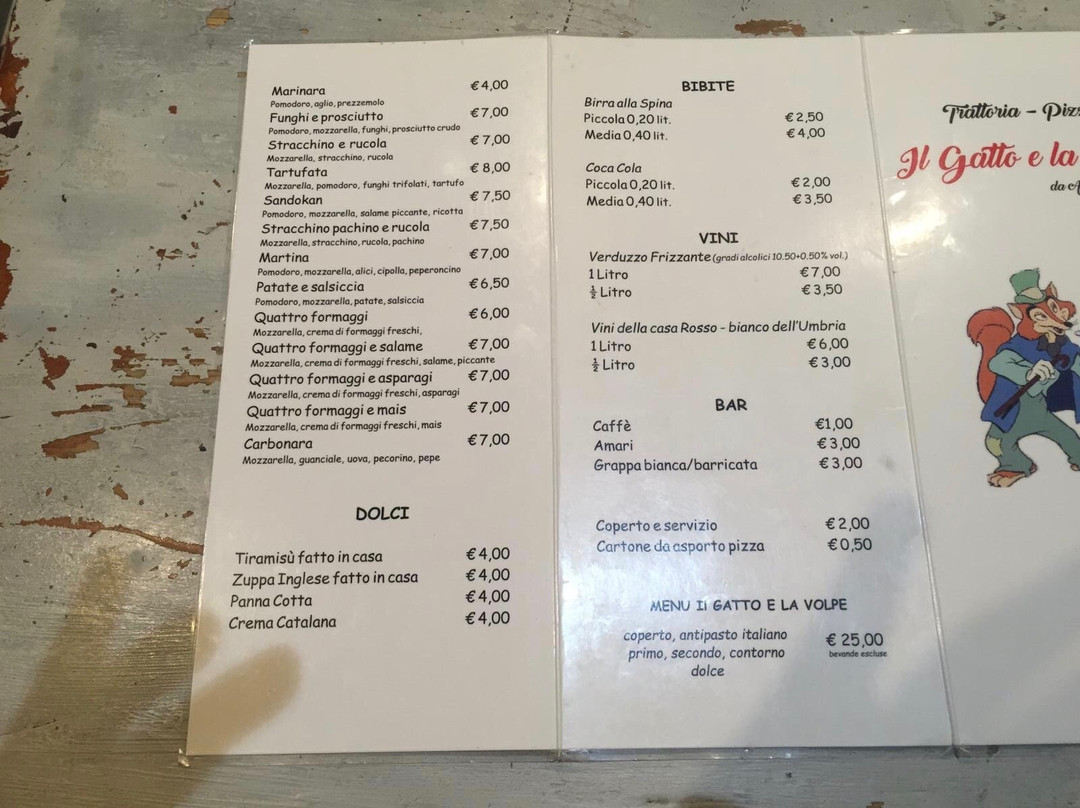 Marinara € 4,00
Pomodoro, aglio, prezzemolo
Funghi e prosciutto € 7,00
Pomodoro, mozzarella, funghi, prosciutto crudo
Stracchino e rucola € 7,00
Mozzarella, stracchino, rucola
Tartufata € 8,00
Mozzarella, pomodoro, funghi trifolati, tartufo
Sandokan € 7,50
Pomodoro, mozzarella, salame piccante, ricotta
Stracchino pachino e rucola € 7,50
Mozzarella, stracchino, rucola, pachino
Martina € 7,00
Pomodoro, mozzarella, alici, cipolla, peperoncino
Patate e salsiccia € 6,50
Pomodoro, mozzarella, patate, salsiccia
Quattro formaggi € 6,00
Mozzarella, crema di formaggi freschi,
Quattro formaggi e salame € 7,00
Mozzarella, crema di formaggi freschi, salame, piccante
Quattro formaggi e asparagi € 7,00
Mozzarella, crema di formaggi freschi, asparagi
Quattro formaggi e mais € 7,00
Mozzarella, crema di formaggi freschi, mais
Carbonara € 7,00
Mozzarella, guanciale, uova, pecorino, pepe
DOLCI
Tiramisù fatto in casa € 4,00
Zuppa Inglese fatto in casa € 4,00
Panna Cotta € 4,00
Crema Catalana € 4,00
BIBITE
Birra alla Spina
Piccola 0,20 lit. € 2,50
Media 0,40 lit. € 4,00
Coca Cola
Piccola 0,20 lit. € 2,00
Media 0,40 lit. € 3,50
VINI
Verduzzo Frizzante (gradi alcolici 10.50+0.50% vol.)
1 Litro € 7,00
½ Litro € 3,50
Vini della casa Rosso - bianco dell'Umbria
1 Litro € 6,00
½ Litro € 3,00
BAR
Caffè €1,00
Amari € 3,00
Grappa bianca/barricata € 3,00
Coperto e servizio € 2,00
Cartone da asporto pizza € 0,50
MENU Il GATTO E LA VOLPE
coperto, antipasto italiano € 25,00
primo, secondo, contorno bevande escluse
dolce
Trattoria - Piz
Il Gatto e la
da A